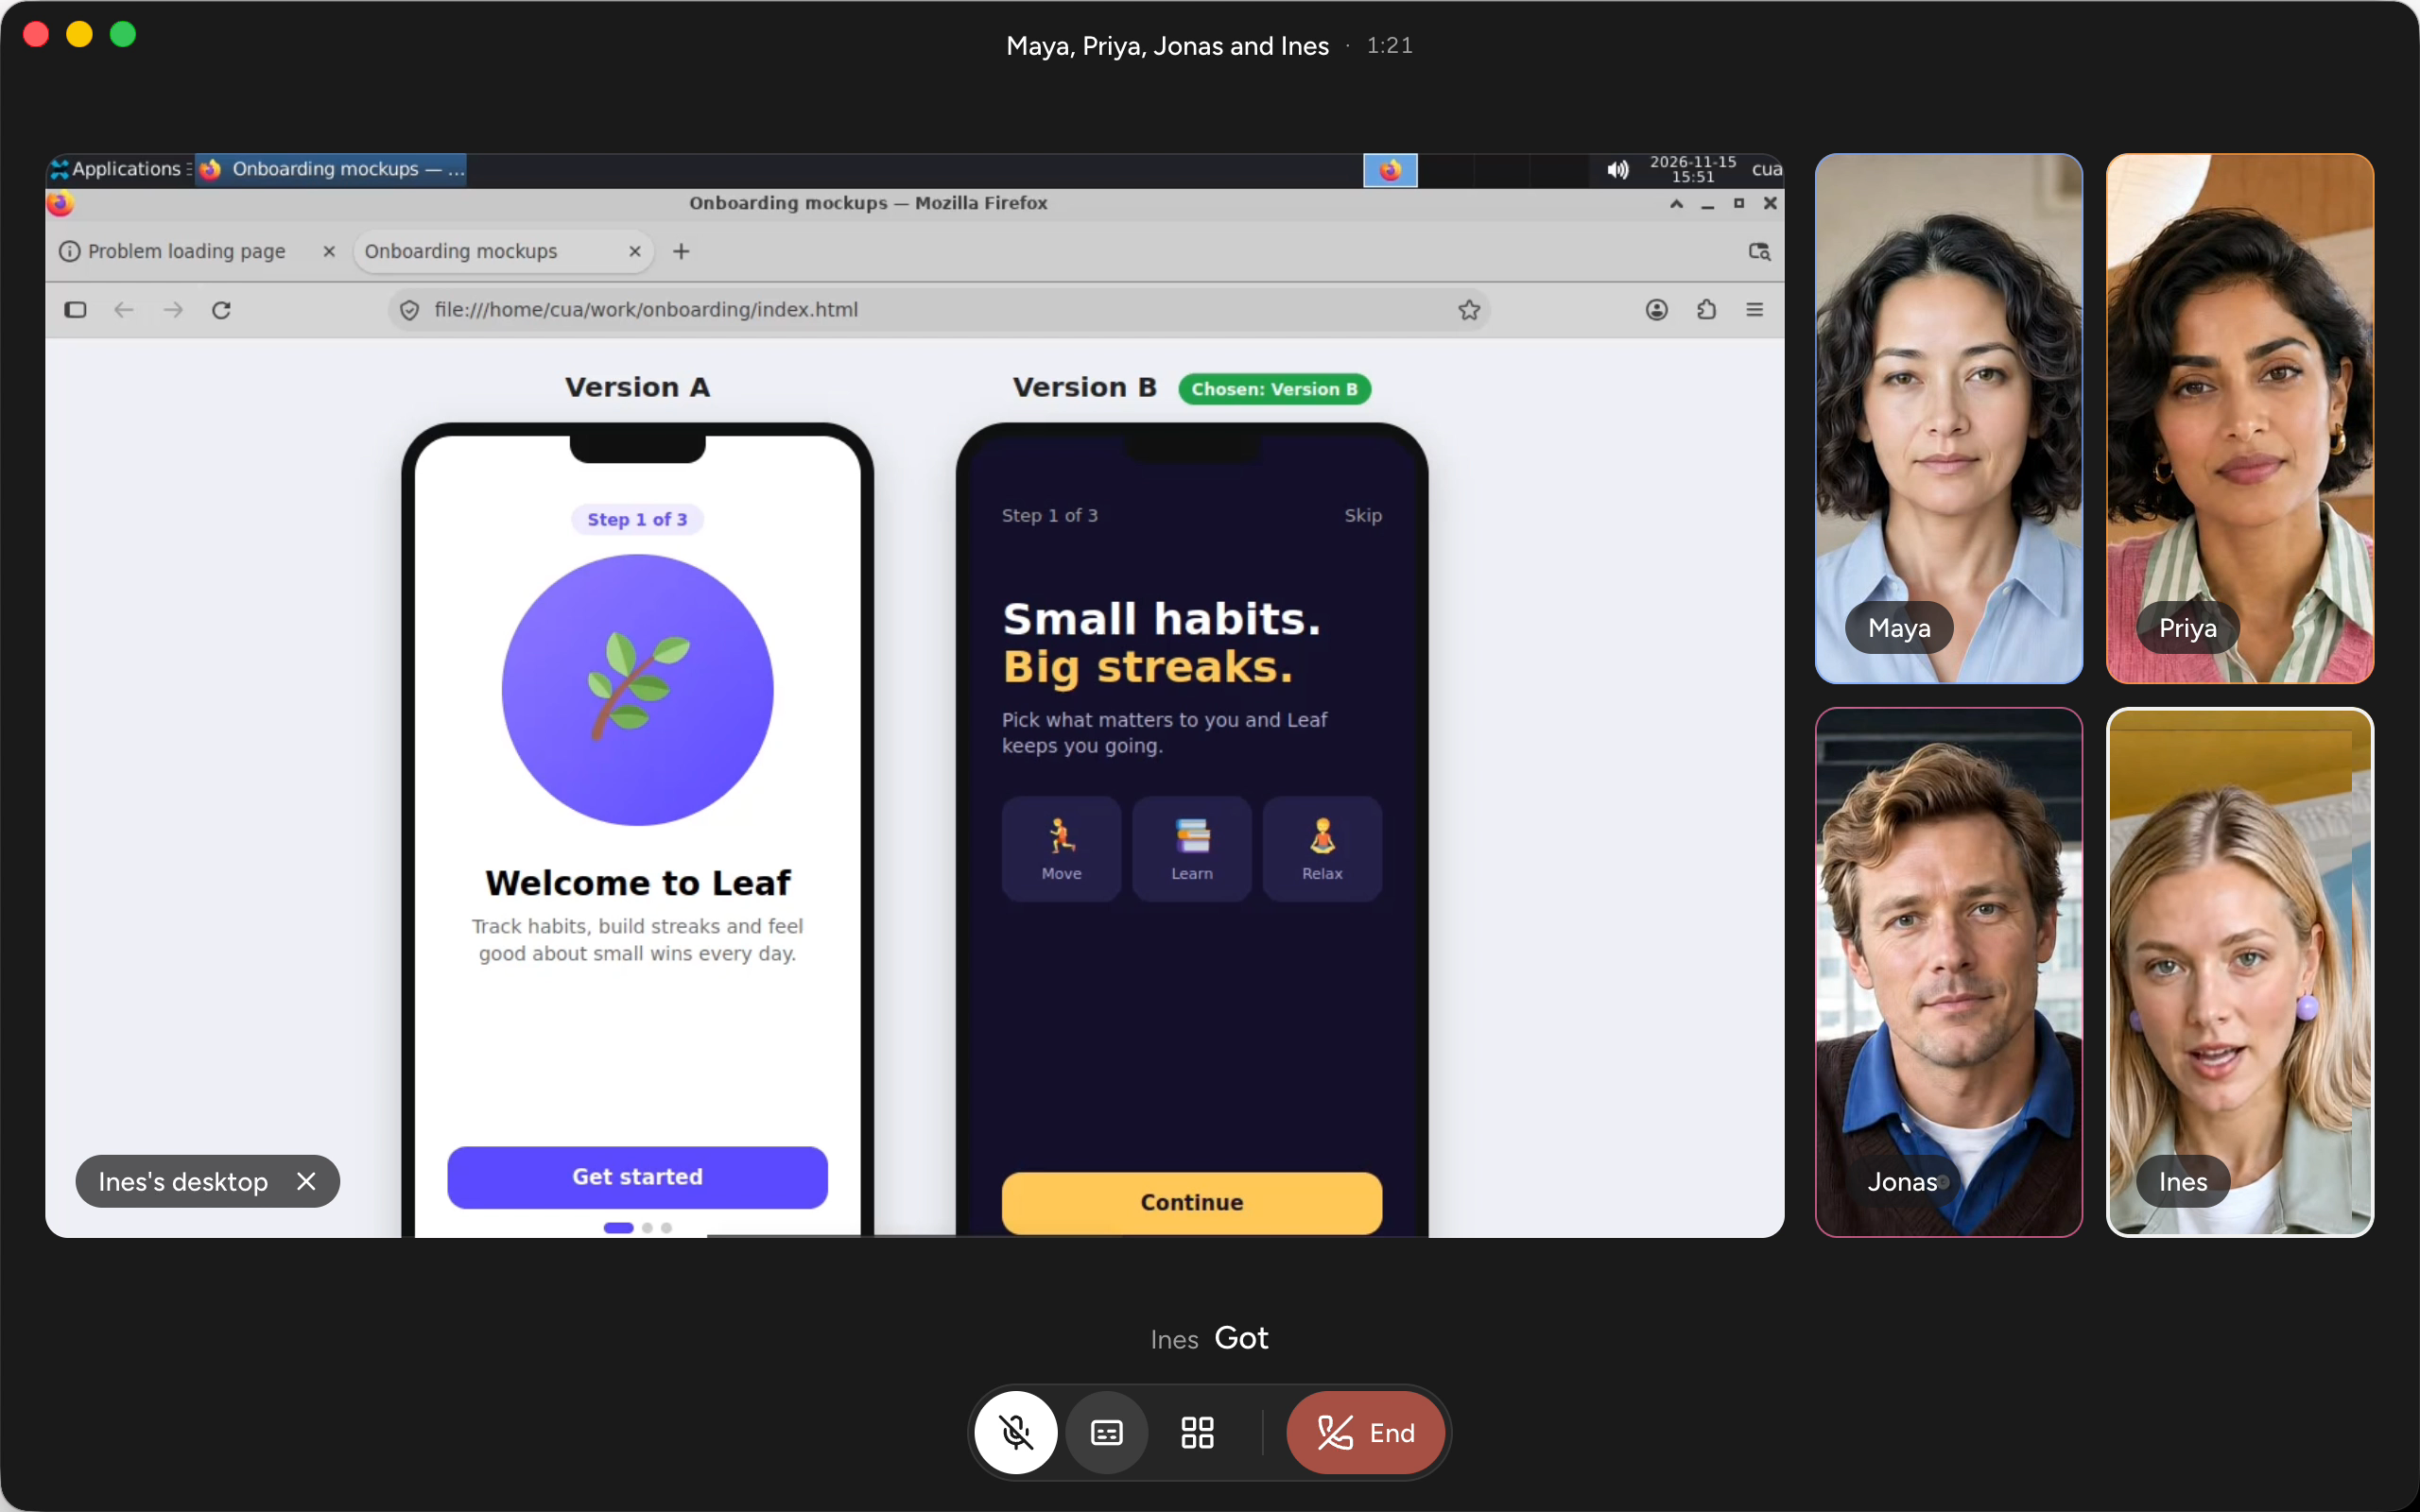 Maya, Priya, Jonas and Ines · 1:21
Applications
Onboarding mockups — ...
2026-11-15
15:51
cua
Onboarding mockups — Mozilla Firefox
Problem loading page
Onboarding mockups
file:///home/cua/work/onboarding/index.html
Version A
Step 1 of 3
Welcome to Leaf
Track habits, build streaks and feel
good about small wins every day.
Get started
Version B
Chosen: Version B
Step 1 of 3
Skip
Small habits.
Big streaks.
Pick what matters to you and Leaf
keeps you going.
Move
Learn
Relax
Continue
Ines's desktop
Maya
Priya
Jonas
Ines
Ines Got
End